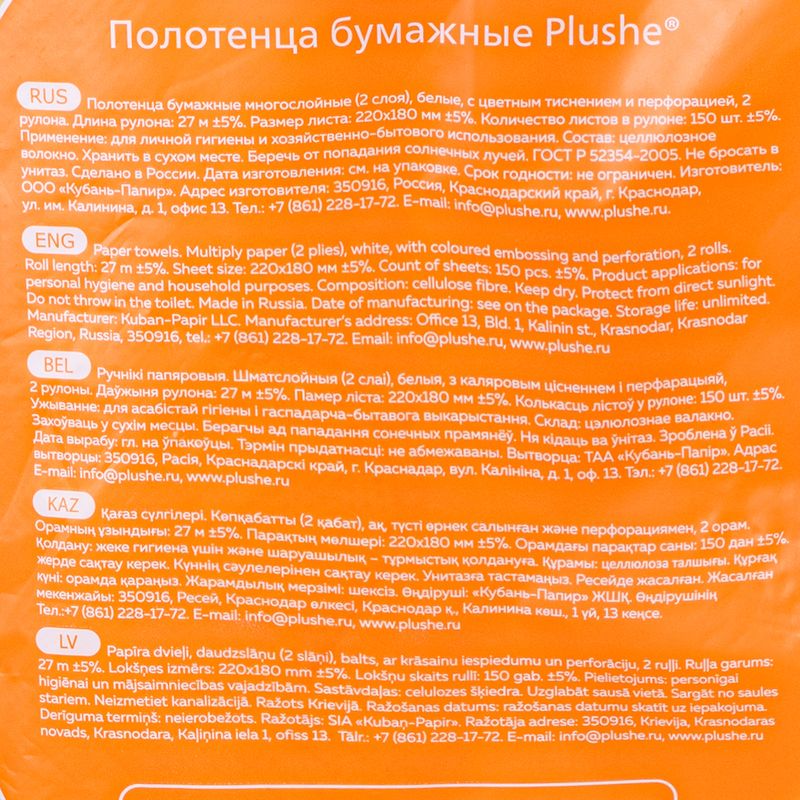 Полотенца бумажные Plushe®
RUS Полотенца бумажные многослойные (2 слоя), белые, с цветным тиснением и перфорацией, 2
рулона. Длина рулона: 27 м ±5%. Размер листа: 220х180 мм ±5%. Количество листов в рулоне: 150 шт. ±5%.
Применение: для личной гигиены и хозяйственно-бытового использования. Состав: целлюлозное
волокно. Хранить в сухом месте. Беречь от попадания солнечных лучей. ГОСТ Р 52354-2005. Не бросать в
унитаз. Сделано в России. Дата изготовления: см. на упаковке. Срок годности: не ограничен. Изготовитель:
ООО «Кубань-Папир». Адрес изготовителя: 350916, Россия, Краснодарский край, г. Краснодар,
ул. им. Калинина, д. 1, офис 13. Тел.: +7 (861) 228-17-72. E-mail: info@plushe.ru, www.plushe.ru.
ENG Paper towels. Multiply paper (2 plies), white, with coloured embossing and perforation, 2 rolls.
Roll length: 27 m ±5%. Sheet size: 220х180 мм ±5%. Count of sheets: 150 pcs. ±5%. Product applications: for
personal hygiene and household purposes. Composition: cellulose fibre. Keep dry. Protect from direct sunlight.
Do not throw in the toilet. Made in Russia. Date of manufacturing: see on the package. Storage life: unlimited.
Manufacturer: Kuban-Papir LLC. Manufacturer's address: Office 13, Bld. 1, Kalinin st., Krasnodar, Krasnodar
Region, Russia, 350916, tel.: +7 (861) 228-17-72. Email: info@plushe.ru, www.plushe.ru
BEL Ручнікі папяровыя. Шматслойныя (2 слаі), белыя, з каляровым цісненнем і перфарацыяй,
2 рулоны. Даўжыня рулона: 27 м ±5%. Памер ліста: 220х180 мм ±5%. Колькасць лістоў у рулоне: 150 шт. ±5%.
Ужыванне: для асабістай гігіены і гаспадарча-бытавога выкарыстання. Склад: цэлюлознае валакно.
Захоўваць у сухім месцы. Берагчы ад пападання сонечных прамянёў. Ня кідаць ва ўнітаз. Зроблена ў Расіі.
Дата вырабу: гл. на ўпакоўцы. Тэрмін прыдатнасці: не абмежаваны. Вытворца: ТАА «Кубань-Папір». Адрас
вытворцы: 350916, Расія, Краснадарскі край, г. Краснадар, вул. Калініна, д. 1, оф. 13. Тэл.: +7 (861) 228-17-72.
E-mail: info@plushe.ru, www.plushe.ru
KAZ Қағаз сүлгілері. Көпқабатты (2 қабат), ақ, түсті өрнек салынған және перфорациямен, 2 орам.
Орамның ұзындығы: 27 м ±5%. Парақтың мөлшері: 220х180 мм ±5%. Орамдағы парақтар саны: 150 дан ±5%.
Қолдану: жеке гигиена үшін және шаруашылық – тұрмыстық қолдануға. Құрамы: целлюлоза талшығы. Құрғақ
жерде сақтау керек. Күннің сәулелерінен сақтау керек. Унитазға тастамаңыз. Ресейде жасалған. Жасалған
күні: орамда қараңыз. Жарамдылық мерзімі: шексіз. Өндіруші: «Кубань-Папир» ЖШҚ. Өндірушінің
мекенжайы: 350916, Ресей, Краснодар өлкесі, Краснодар қ., Калинина көш., 1 үй, 13 кеңсе.
Тел.:+7 (861) 228-17-72. E-mail: info@plushe.ru, www.plushe.ru
LV Papīra dvieļi, daudzslāņu (2 slāņi), balts, ar krāsainu iespiedumu un perforāciju, 2 ruļļi. Ruļļa garums:
27 m ±5%. Lokšņes izmērs: 220x180 mm ±5%. Lokšņu skaits rullī: 150 gab. ±5%. Pielietojums: personīgai
higiēnai un mājsaimniecības vajadzībām. Sastāvdaļas: celulozes šķiedra. Uzglabāt sausā vietā. Sargāt no saules
stariem. Neizmetiet kanalizācijā. Ražots Krievijā. Ražošanas datums: ražošanas datumu skatīt uz iepakojuma.
Derīguma termiņš: neierobežots. Ražotājs: SIA «Kubaņ-Papir». Ražotāja adrese: 350916, Krievija, Krasnodaras
novads, Krasnodara, Kaļiņina iela 1, ofiss 13. Tālr.: +7 (861) 228-17-72. E-mail: info@plushe.ru, www.plushe.ru